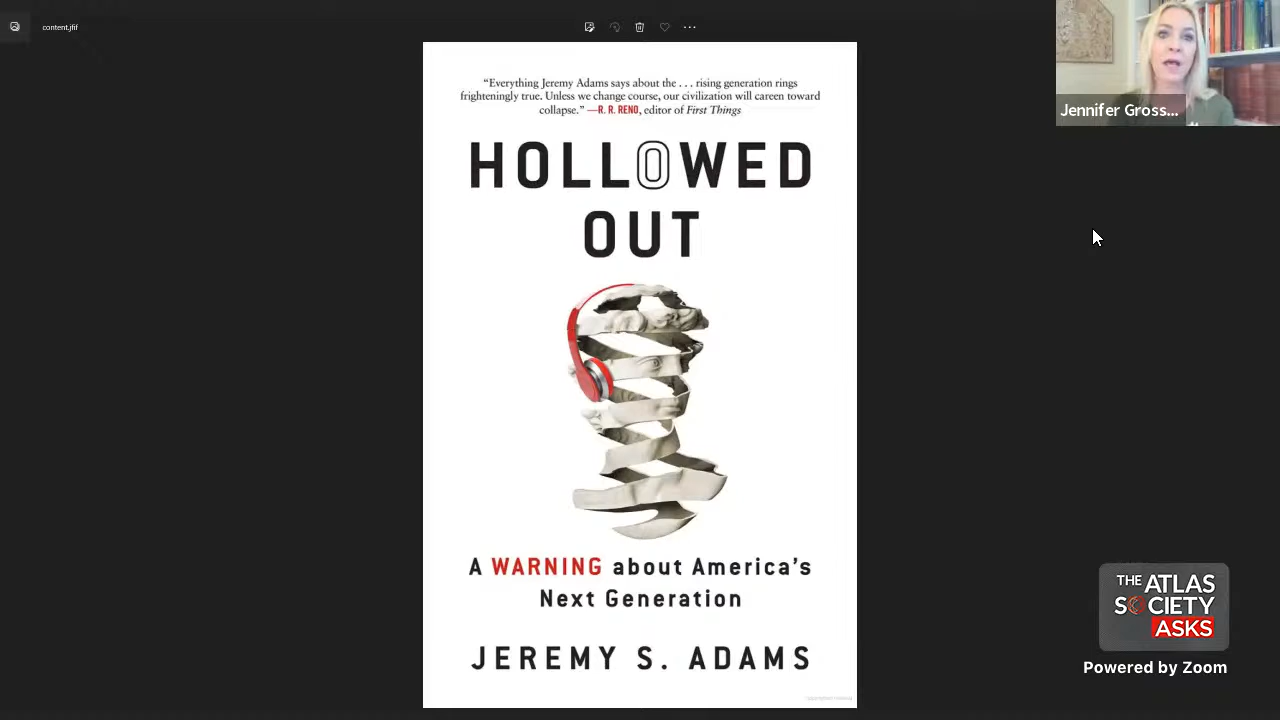 content.jfif
“Everything Jeremy Adams says about the . . . rising generation rings
frighteningly true. Unless we change course, our civilization will careen toward
collapse.” —R. R. RENO, editor of First Things
HOLLOWED
OUT
A WARNING about America’s
Next Generation
JEREMY S. ADAMS
Jennifer Gross...
THE ATLAS
SOCIETY
ASKS
Powered by Zoom